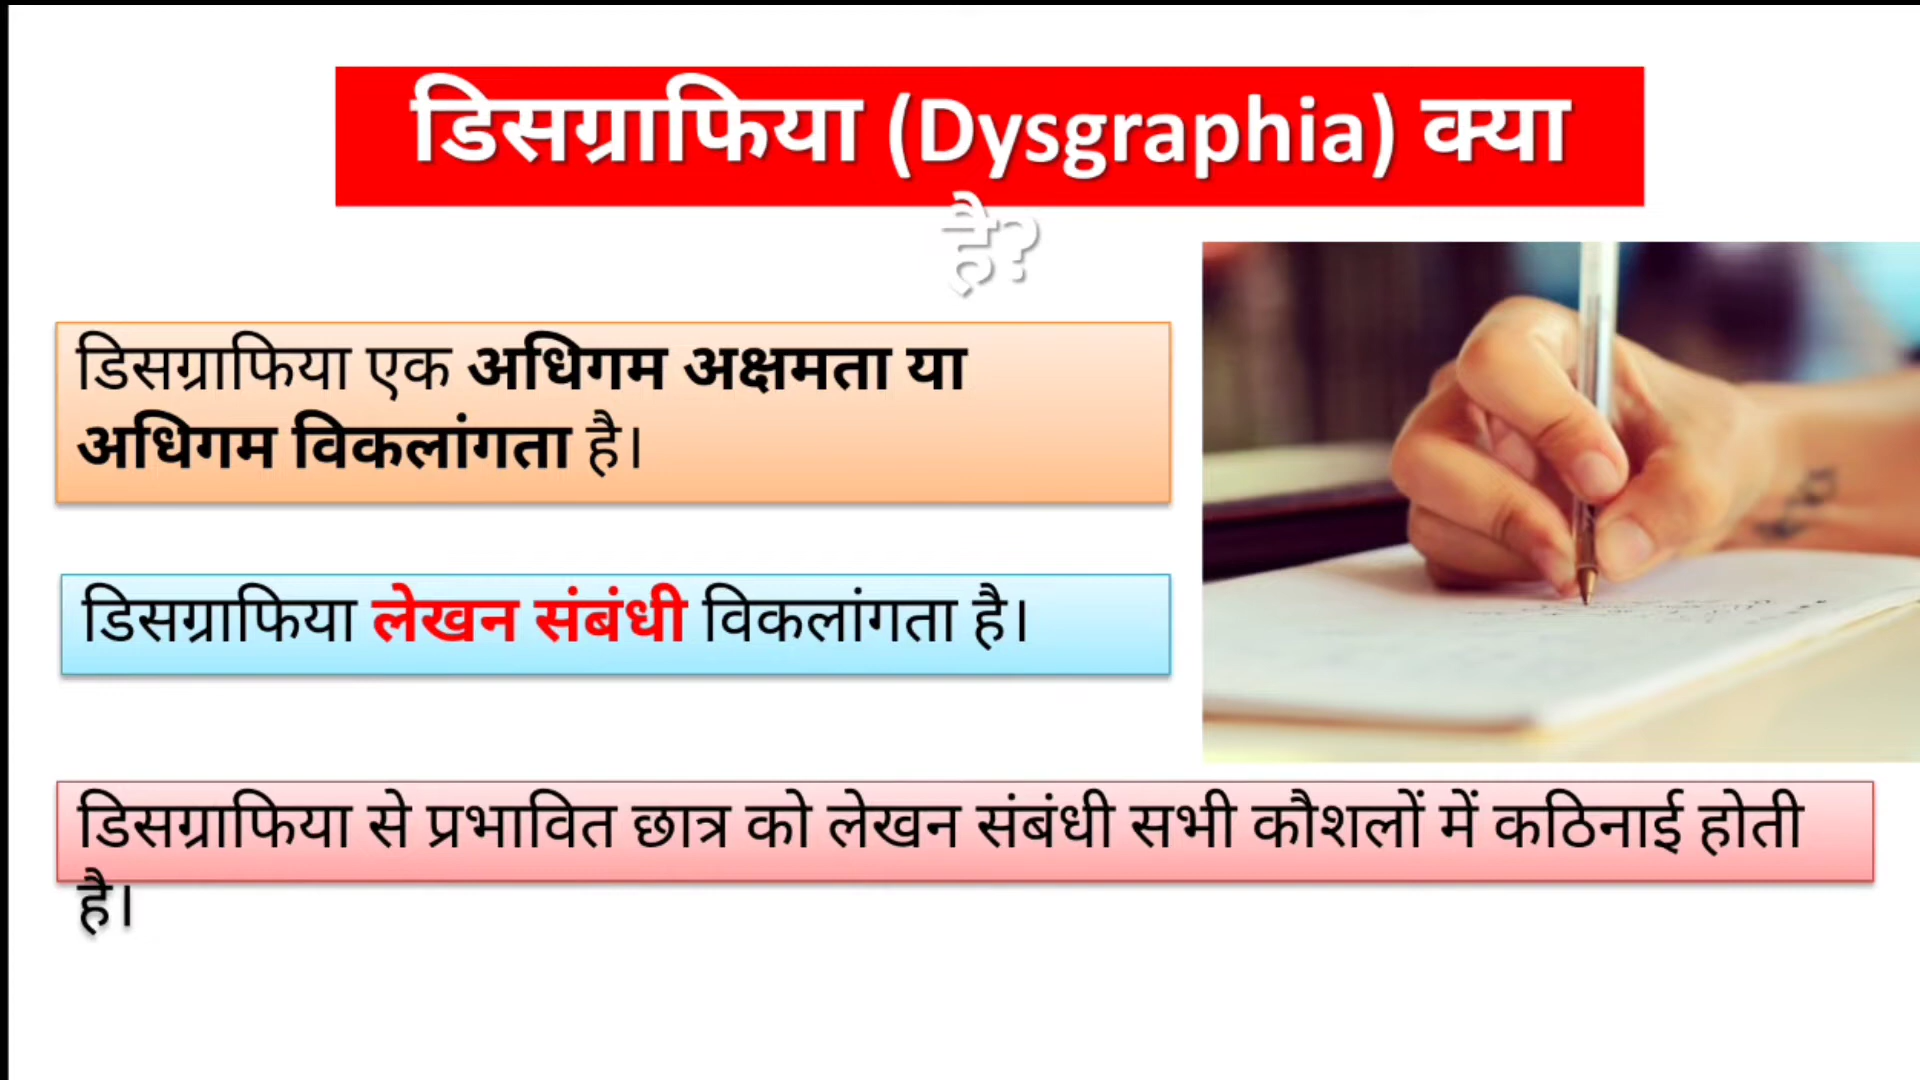 डिसग्राफिया (Dysgraphia) क्या
है?
डिसग्राफिया एक अधिगम अक्षमता या
अधिगम विकलांगता है।
डिसग्राफिया लेखन संबंधी विकलांगता है।
डिसग्राफिया से प्रभावित छात्र को लेखन संबंधी सभी कौशलों में कठिनाई होती
है।